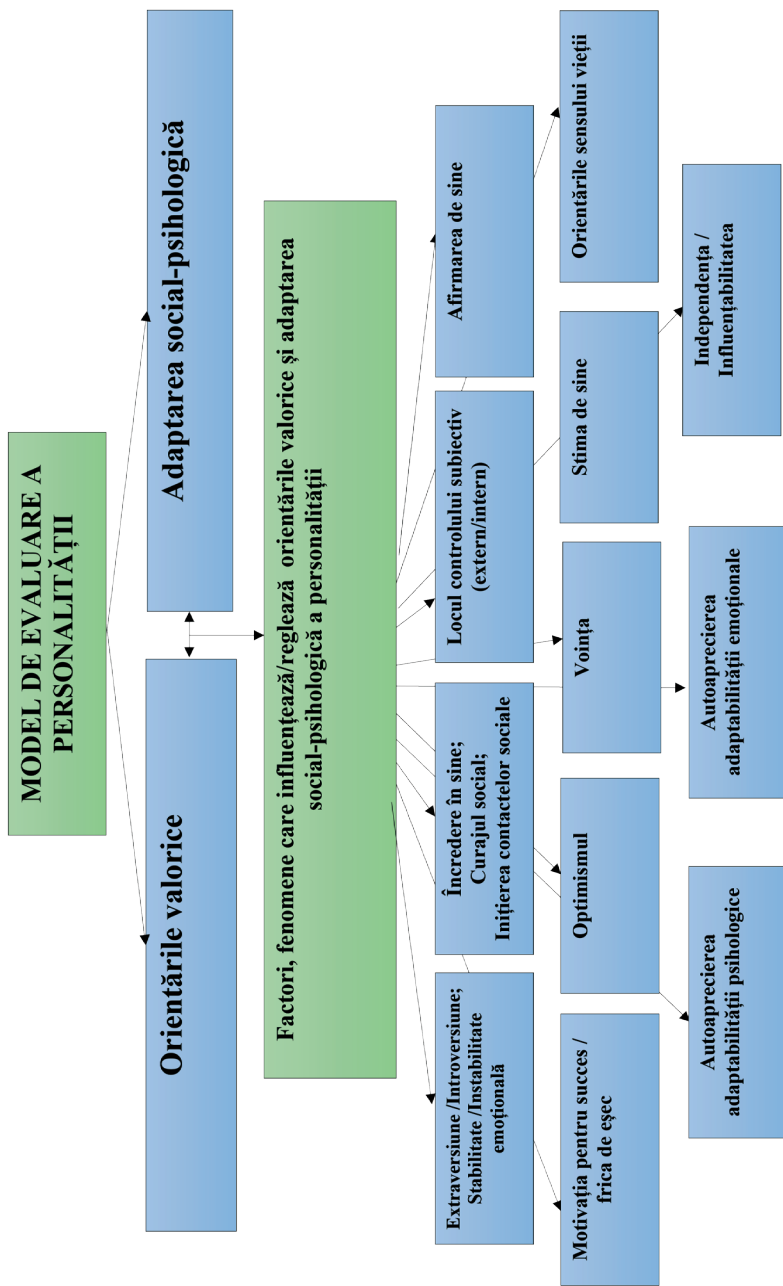 MODEL DE EVALUARE A
PERSONALITĂȚII
Orientările valorice
Adaptarea social-psihologică
Factori, fenomene care influențează/reglează orientările valorice și adaptarea
social-psihologică a personalității
Extraversiune /Introversiune;
Stabilitate /Instabilitate
emoțională
Încredere în sine;
Curajul social;
Inițierea contactelor sociale
Locul controlului subiectiv
(extern/intern)
Afirmarea de sine
Motivația pentru succes /
frica de eșec
Optimismul
Voința
Stima de sine
Orientările sensului vieții
Autoaprecierea
adaptabilității psihologice
Autoaprecierea
adaptabilității emoționale
Independența /
Influențabilitatea